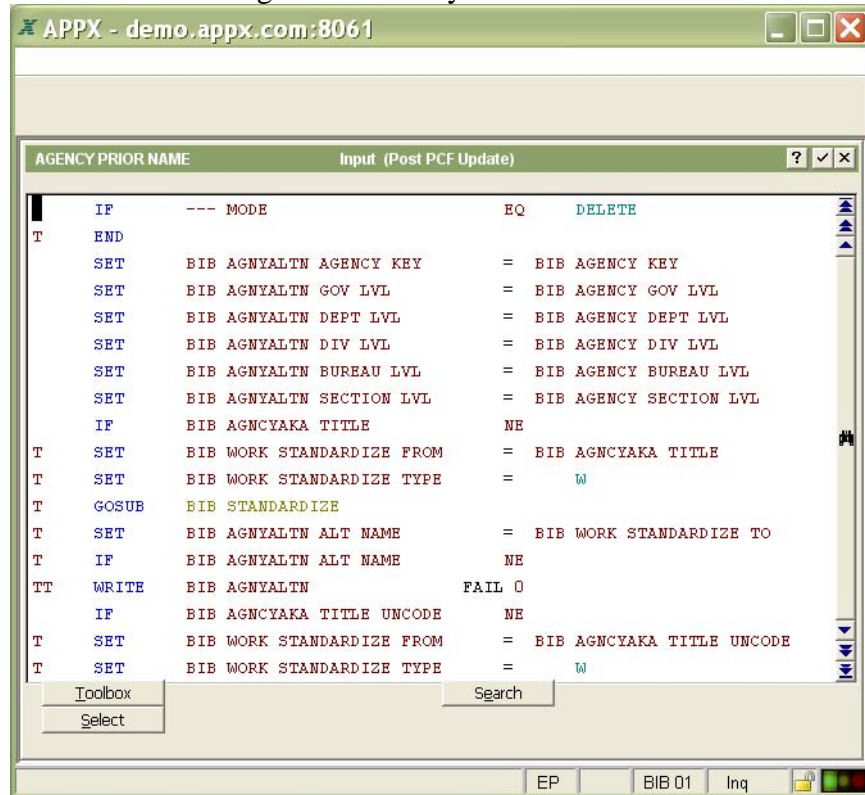 APPX - demo.appx.com:8061
AGENCY PRIOR NAME Input (Post PCF Update) ?
IF --- MODE EQ DELETE
T END
SET BIB AGNYALTN AGENCY KEY = BIB AGENCY KEY
SET BIB AGNYALTN GOV LVL = BIB AGENCY GOV LVL
SET BIB AGNYALTN DEPT LVL = BIB AGENCY DEPT LVL
SET BIB AGNYALTN DIV LVL = BIB AGENCY DIV LVL
SET BIB AGNYALTN BUREAU LVL = BIB AGENCY BUREAU LVL
SET BIB AGNYALTN SECTION LVL = BIB AGENCY SECTION LVL
IF BIB AGNCYAKA TITLE NE
T SET BIB WORK STANDARDIZE FROM = BIB AGNCYAKA TITLE
T SET BIB WORK STANDARDIZE TYPE = W
T GOSUB BIB STANDARDIZE
T SET BIB AGNYALTN ALT NAME = BIB WORK STANDARDIZE TO
T IF BIB AGNYALTN ALT NAME NE
TT WRITE BIB AGNYALTN FAIL 0
IF BIB AGNCYAKA TITLE UNCODE NE
T SET BIB WORK STANDARDIZE FROM = BIB AGNCYAKA TITLE UNCODE
T SET BIB WORK STANDARDIZE TYPE = W
Toolbox Search
Select
EP BIB 01 Inq